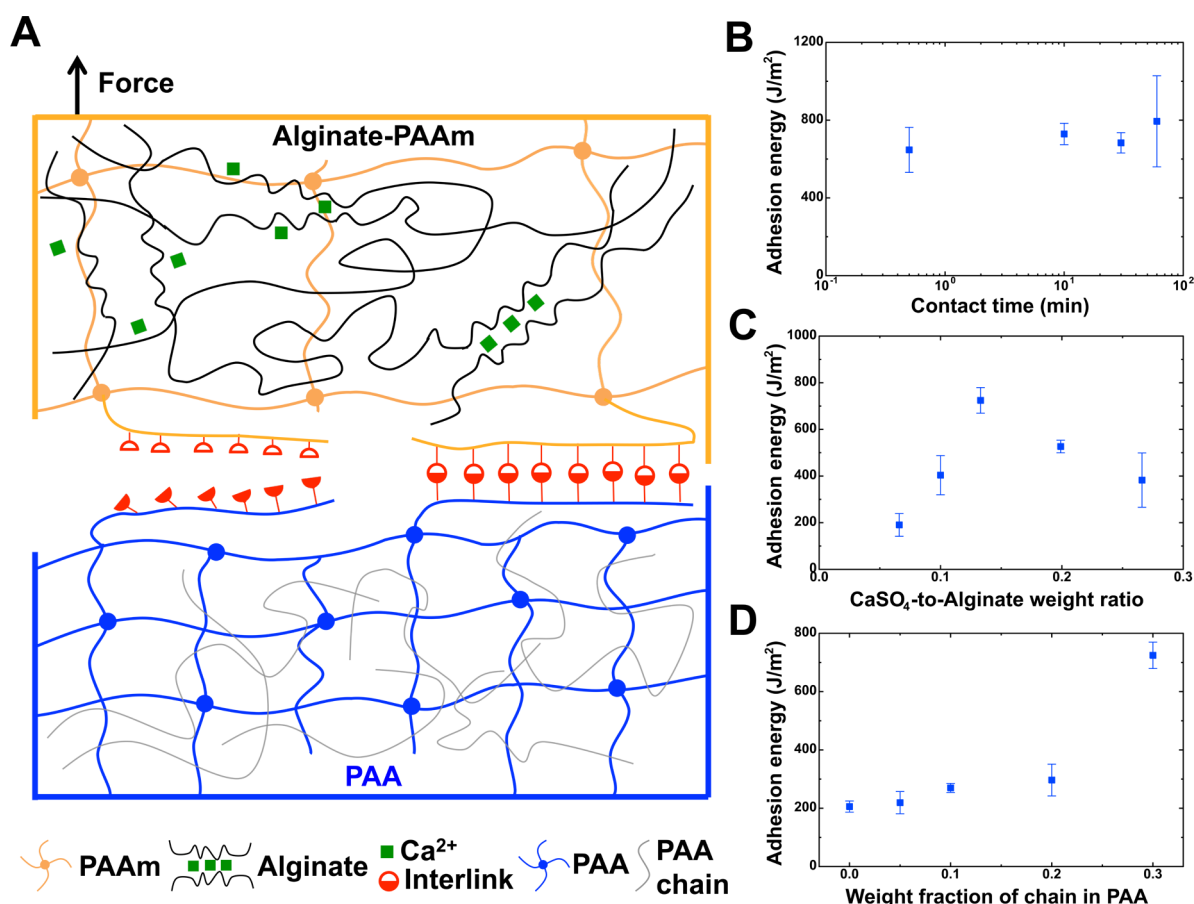 A
Force
Alginate-PAAm
PAA
PAAm
Alginate
Ca²⁺
Interlink
PAA
PAA
chain
B
Adhesion energy (J/m²)
1200
800
400
0
10⁻¹
10⁰
10¹
10²
Contact time (min)
C
Adhesion energy (J/m²)
1000
800
600
400
200
0
0.0
0.1
0.2
0.3
CaSO₄-to-Alginate weight ratio
D
Adhesion energy (J/m²)
800
600
400
200
0
0.0
0.1
0.2
0.3
Weight fraction of chain in PAA